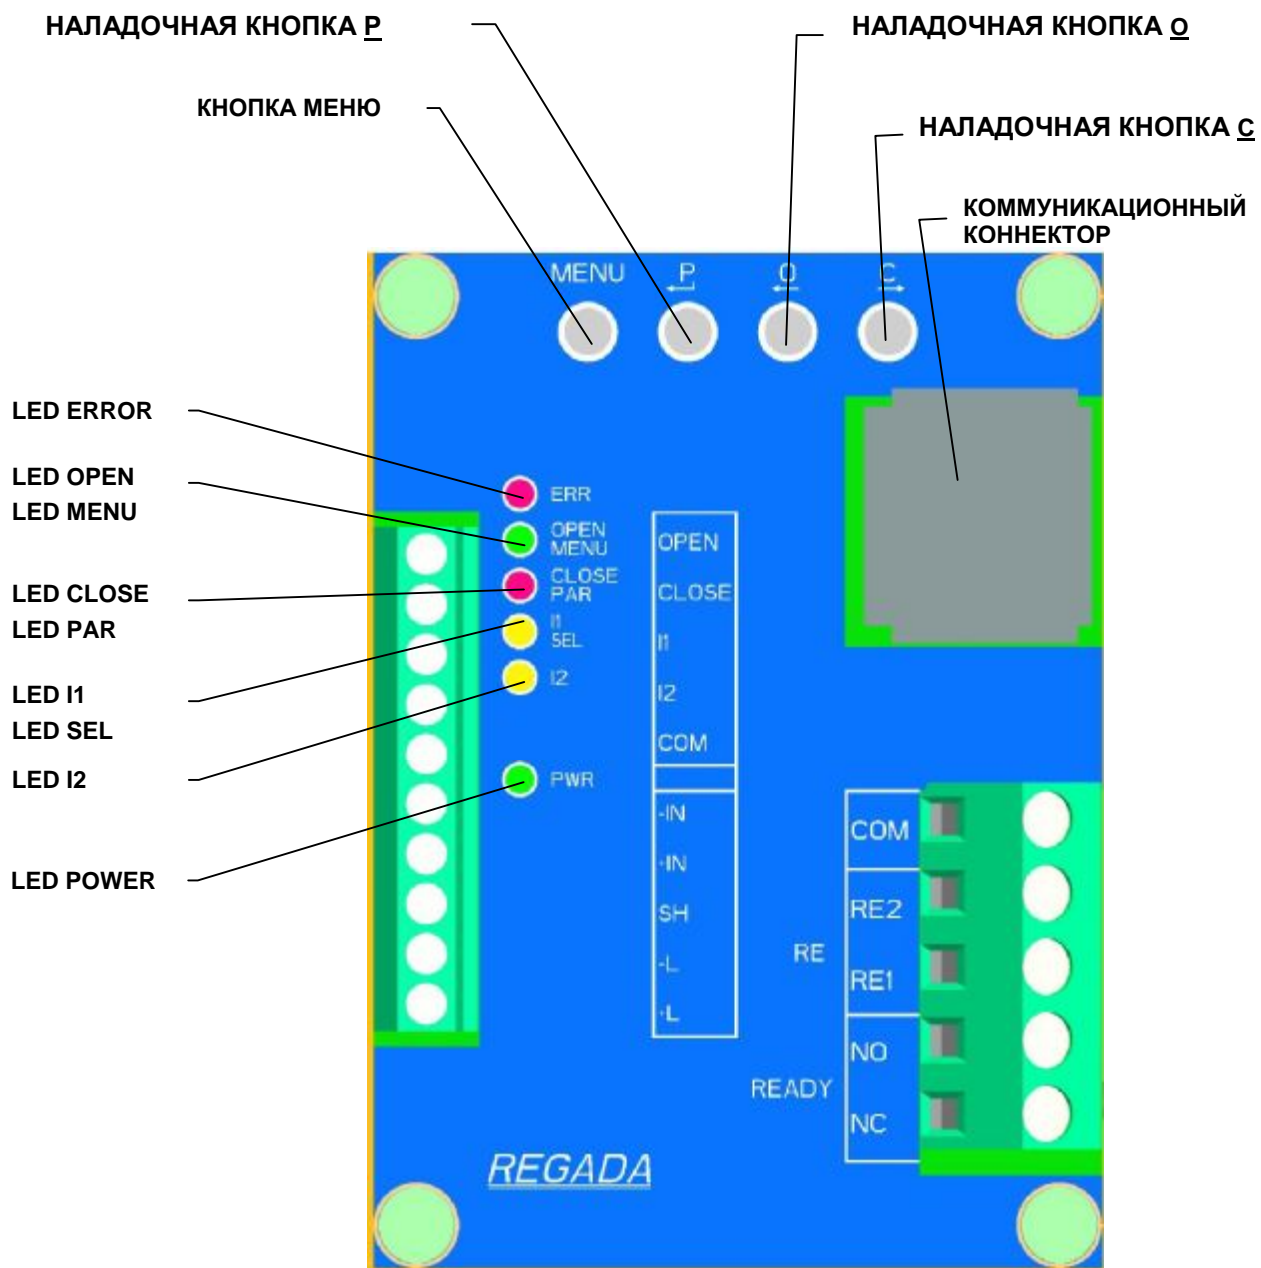 НАЛАДОЧНАЯ КНОПКА P
НАЛАДОЧНАЯ КНОПКА O
КНОПКА МЕНЮ
НАЛАДОЧНАЯ КНОПКА C
КОММУНИКАЦИОННЫЙ
КОННЕКТОР
MENU
P
O
C
LED ERROR
LED OPEN
LED MENU
LED CLOSE
LED PAR
LED I1
LED SEL
LED I2
LED POWER
ERR
OPEN
MENU
CLOSE
PAR
I1
SEL
I2
PWR
OPEN
CLOSE
I1
I2
COM
-IN
+IN
SH
-L
+L
COM
RE2
RE
RE1
NO
READY
NC
REGADA